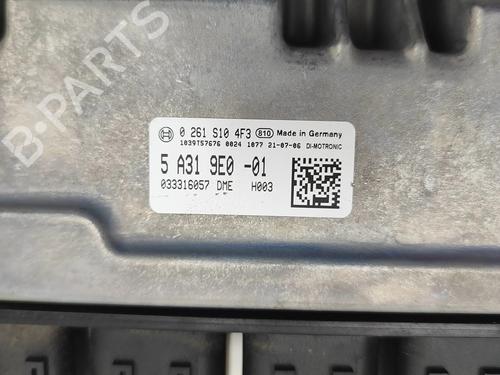 0 261 S10 4F3 810 Made in Germany
1039T57676 0024 1077 21-07-06 DI-MOTRONIC
5 A31 9E0 -01
033316057 DME H003
B-PARTS